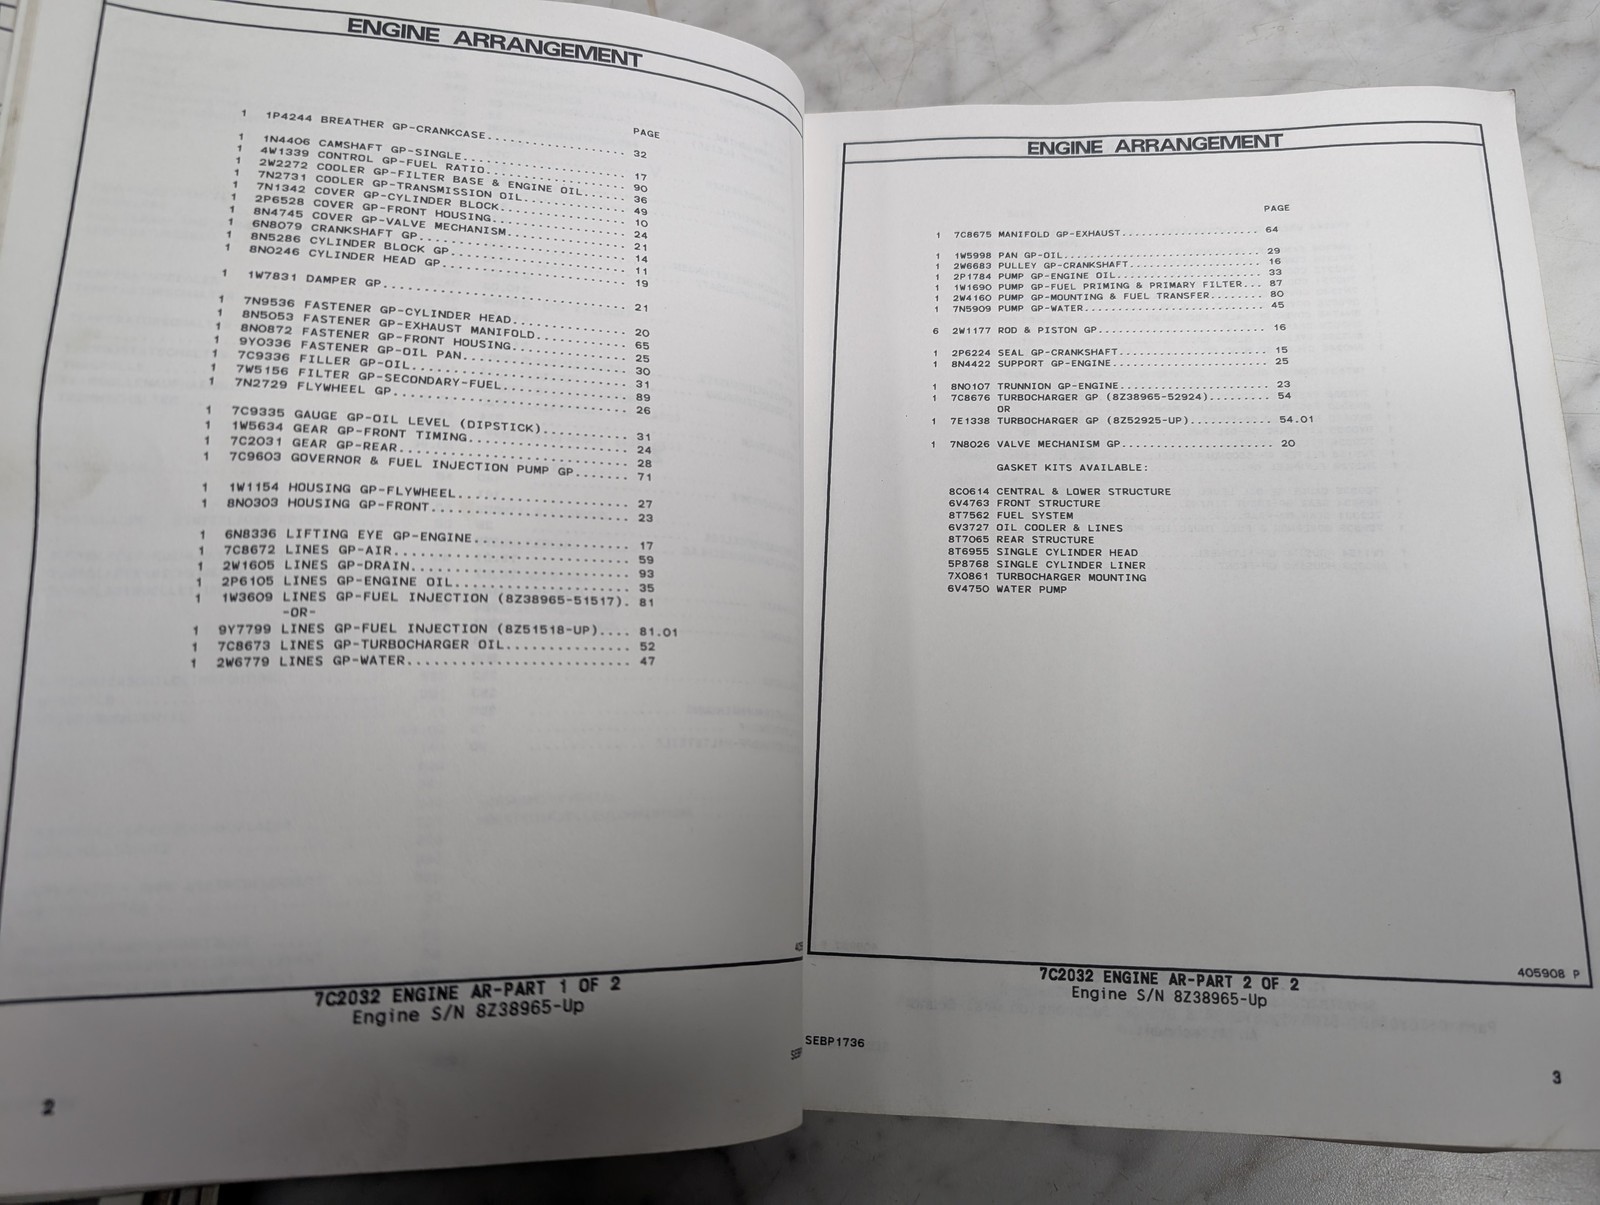 ENGINE ARRANGEMENT
PAGE
1 1P4244 BREATHER GP-CRANKCASE.................... 32
1 1N4406 CAMSHAFT GP-SINGLE....................... 17
1 4W1339 CONTROL GP-FUEL RATIO.................... 90
1 2W2272 COOLER GP-FILTER BASE & ENGINE OIL...... 36
1 7N2731 COOLER GP-TRANSMISSION OIL............... 49
1 7N1342 COVER GP-CYLINDER BLOCK.................. 10
1 2P6528 COVER GP-FRONT HOUSING................... 24
1 8N4745 COVER GP-VALVE MECHANISM................. 21
1 6N8079 CRANKSHAFT GP............................ 14
1 8N5286 CYLINDER BLOCK GP........................ 11
1 8N0246 CYLINDER HEAD GP......................... 19
1 1W7831 DAMPER GP................................ 21
1 7N9536 FASTENER GP-CYLINDER HEAD................ 20
1 8N5053 FASTENER GP-EXHAUST MANIFOLD............. 65
1 8N0872 FASTENER GP-FRONT HOUSING................ 25
1 9Y0336 FASTENER GP-OIL PAN...................... 30
1 7C9336 FILLER GP-OIL............................ 31
1 7W5156 FILTER GP-SECONDARY-FUEL................. 89
1 7N2729 FLYWHEEL GP.............................. 26
1 7C9335 GAUGE GP-OIL LEVEL (DIPSTICK)............ 31
1 1W5634 GEAR GP-FRONT TIMING..................... 24
1 7C2031 GEAR GP-REAR............................. 28
1 7C9603 GOVERNOR & FUEL INJECTION PUMP GP....... 71
1 1W1154 HOUSING GP-FLYWHEEL...................... 27
1 8N0303 HOUSING GP-FRONT......................... 23
1 6N8336 LIFTING EYE GP-ENGINE.................... 17
1 7C8672 LINES GP-AIR............................. 59
1 2W1605 LINES GP-DRAIN........................... 93
1 2P6105 LINES GP-ENGINE OIL...................... 35
1 1W3609 LINES GP-FUEL INJECTION (8Z38965-51517). 81
-OR-
1 9Y7799 LINES GP-FUEL INJECTION (8Z51518-UP).... 81.01
1 7C8673 LINES GP-TURBOCHARGER OIL................ 52
1 2W6779 LINES GP-WATER........................... 47
7C2032 ENGINE AR-PART 1 OF 2
Engine S/N 8Z38965-Up
2
ENGINE ARRANGEMENT
PAGE
1 7C8675 MANIFOLD GP-EXHAUST...................... 64
1 1W5998 PAN GP-OIL............................... 29
1 2W6683 PULLEY GP-CRANKSHAFT..................... 16
1 2P1784 PUMP GP-ENGINE OIL....................... 33
1 1W1690 PUMP GP-FUEL PRIMING & PRIMARY FILTER... 87
1 2W4160 PUMP GP-MOUNTING & FUEL TRANSFER........ 80
1 7N5909 PUMP GP-WATER............................ 45
6 2W1177 ROD & PISTON GP.......................... 16
1 2P6224 SEAL GP-CRANKSHAFT....................... 15
1 8N4422 SUPPORT GP-ENGINE........................ 25
1 8N0107 TRUNNION GP-ENGINE....................... 23
1 7C8676 TURBOCHARGER GP (8Z38965-52924)......... 54
OR
1 7E1338 TURBOCHARGER GP (8Z52925-UP)............ 54.01
1 7N8026 VALVE MECHANISM GP....................... 20
GASKET KITS AVAILABLE:
8C0614 CENTRAL & LOWER STRUCTURE
6V4763 FRONT STRUCTURE
8T7562 FUEL SYSTEM
6V3727 OIL COOLER & LINES
8T7065 REAR STRUCTURE
8T6955 SINGLE CYLINDER HEAD
5P8768 SINGLE CYLINDER LINER
7X0861 TURBOCHARGER MOUNTING
6V4750 WATER PUMP
405908 P
7C2032 ENGINE AR-PART 2 OF 2
Engine S/N 8Z38965-Up
SEBP1736
3